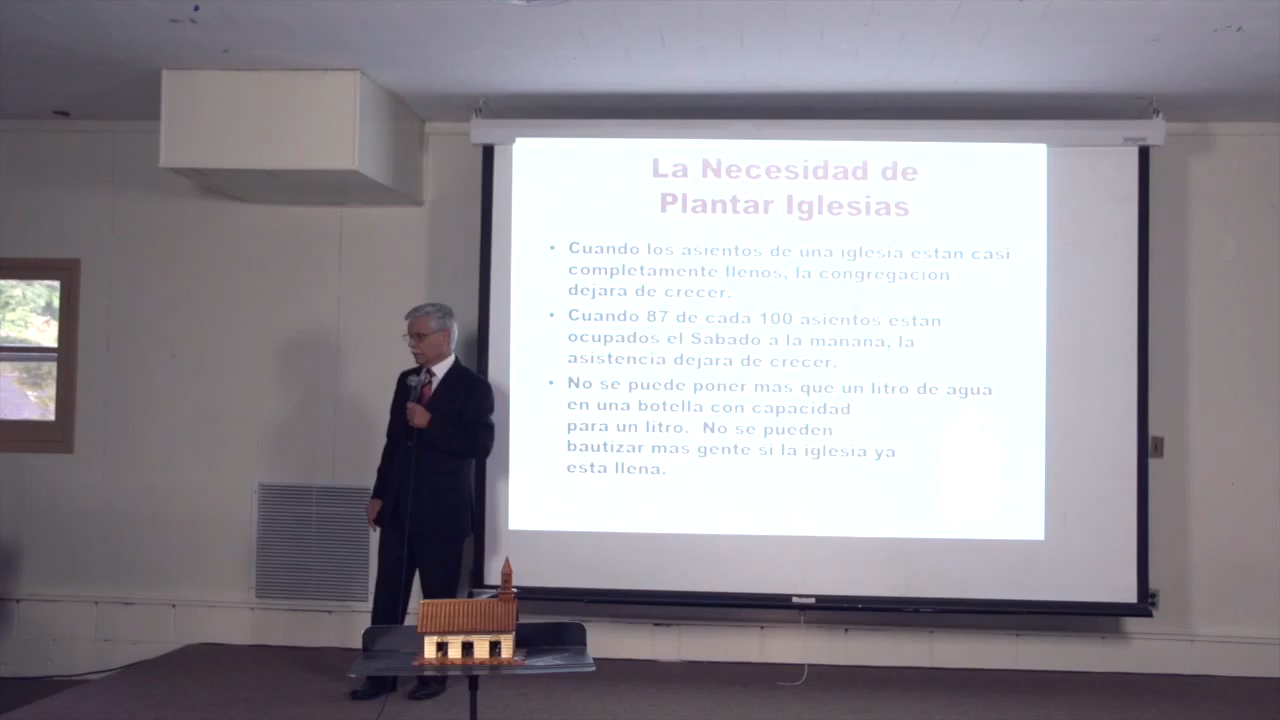 La Necesidad de
Plantar Iglesias
• Cuando los asientos de una iglesia estan casi
completamente llenos, la congregacion
dejara de crecer.
• Cuando 87 de cada 100 asientos estan
ocupados el Sabado a la manana, la
asistencia dejara de crecer.
• No se puede poner mas que un litro de agua
en una botella con capacidad
para un litro. No se pueden
bautizar mas gente si la iglesia ya
esta llena.